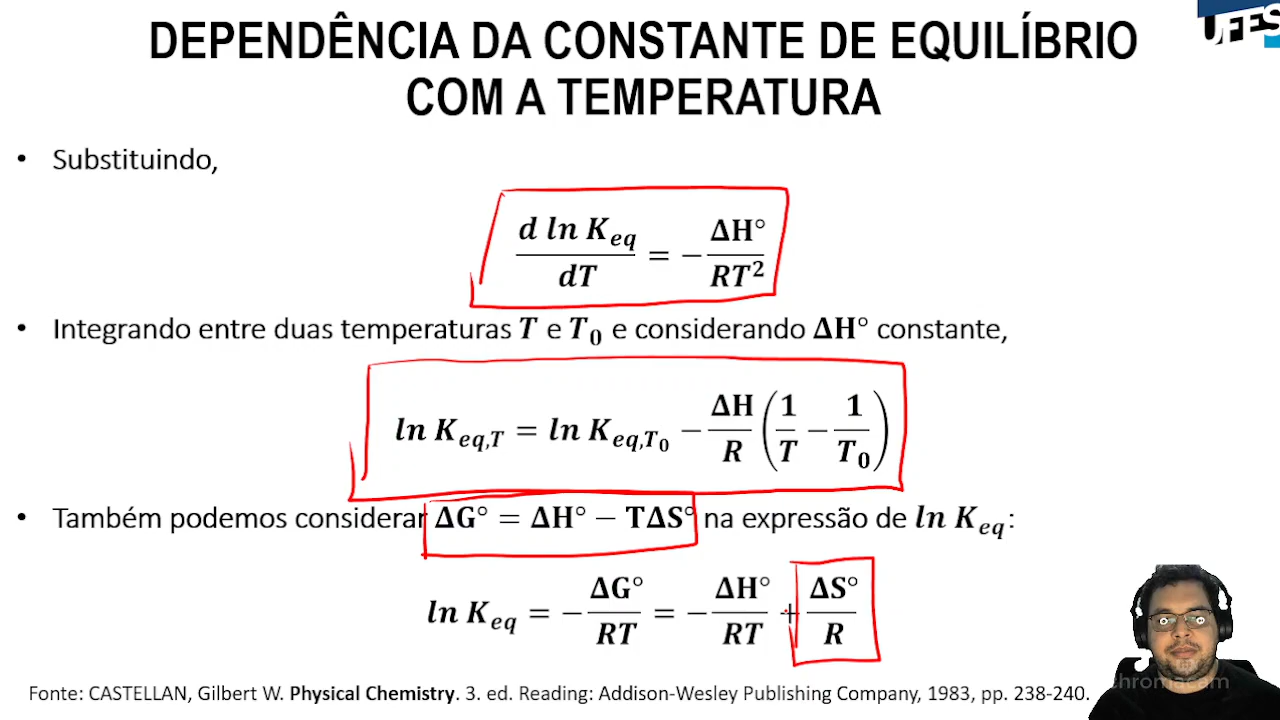 UFES
DEPENDÊNCIA DA CONSTANTE DE EQUILÍBRIO
COM A TEMPERATURA
• Substituindo,
d ln K_eq / dT = − ΔH° / RT²
• Integrando entre duas temperaturas T e T₀ e considerando ΔH° constante,
ln K_eq,T = ln K_eq,T₀ − ΔH/R (1/T − 1/T₀)
• Também podemos considerar ΔG° = ΔH° − TΔS° na expressão de ln K_eq:
ln K_eq = − ΔG°/RT = − ΔH°/RT + ΔS°/R
Fonte: CASTELLAN, Gilbert W. Physical Chemistry. 3. ed. Reading: Addison-Wesley Publishing Company, 1983, pp. 238-240.
chromacam